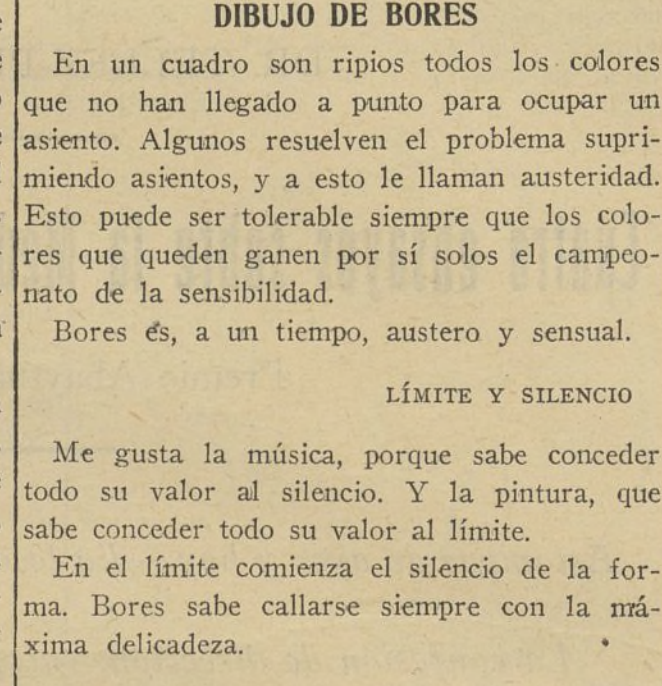 DIBUJO DE BORES
En un cuadro son ripios todos los colores
que no han llegado a punto para ocupar un
asiento. Algunos resuelven el problema supri-
miendo asientos, y a esto le llaman austeridad.
Esto puede ser tolerable siempre que los colo-
res que queden ganen por sí solos el campeo-
nato de la sensibilidad.
Bores es, a un tiempo, austero y sensual.
LÍMITE Y SILENCIO
Me gusta la música, porque sabe conceder
todo su valor al silencio. Y la pintura, que
sabe conceder todo su valor al límite.
En el límite comienza el silencio de la for-
ma. Bores sabe callarse siempre con la má-
xima delicadeza.